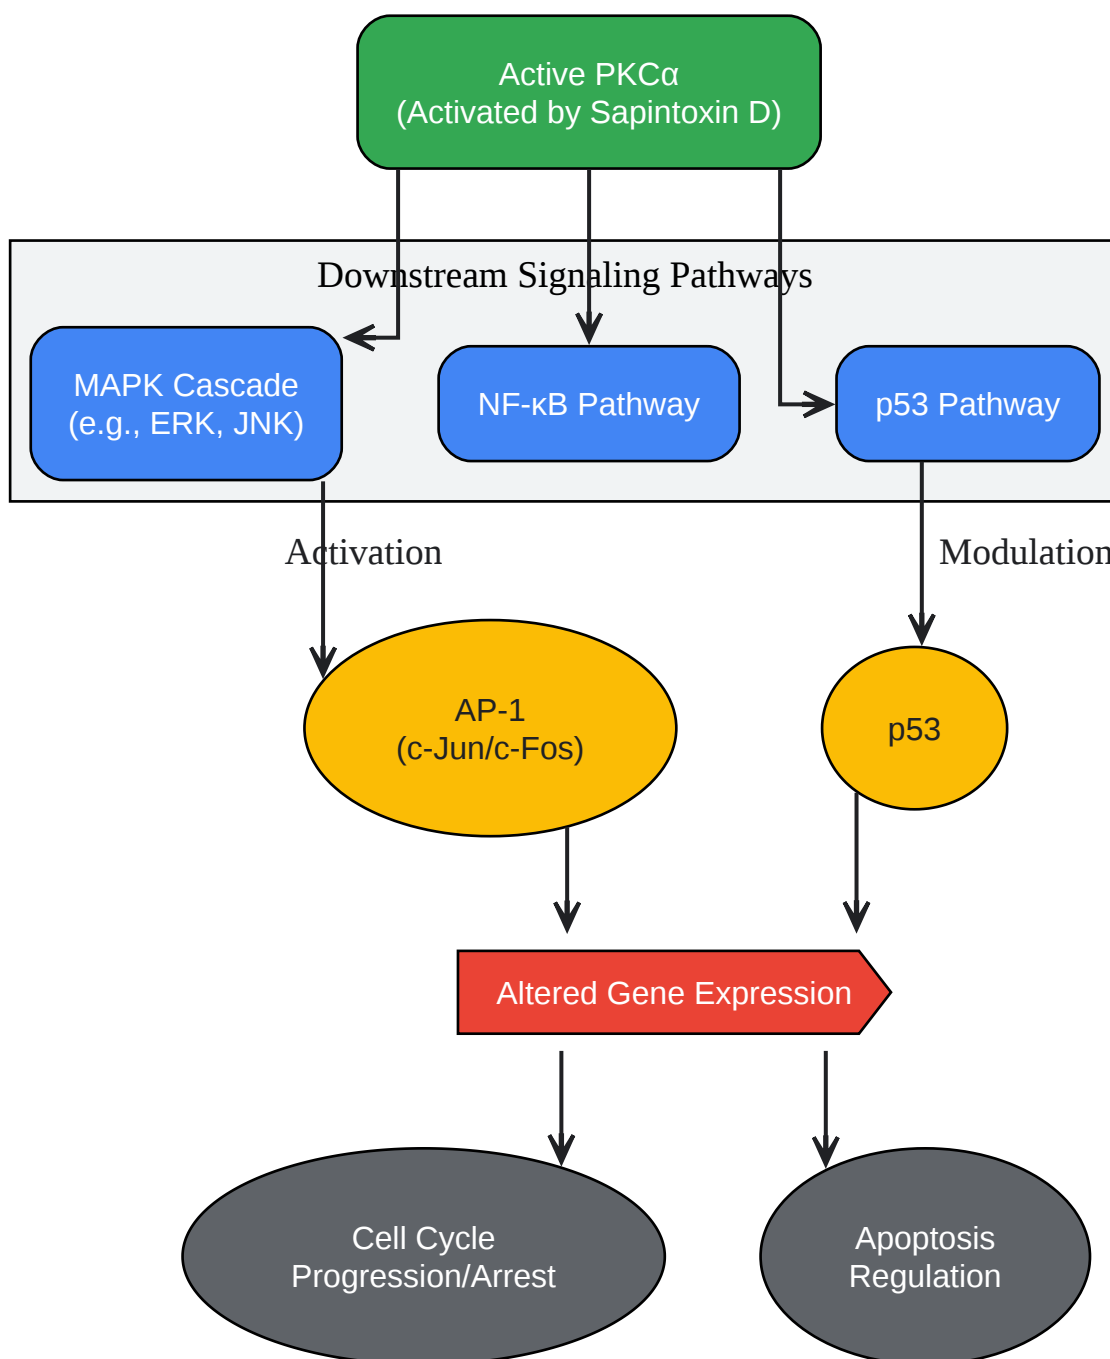 Active PKCα
(Activated by Sapintoxin D)
Downstream Signaling Pathways
MAPK Cascade
(e.g., ERK, JNK)
NF-κB Pathway
p53 Pathway
Activation
Modulation
AP-1
(c-Jun/c-Fos)
p53
Altered Gene Expression
Cell Cycle
Progression/Arrest
Apoptosis
Regulation